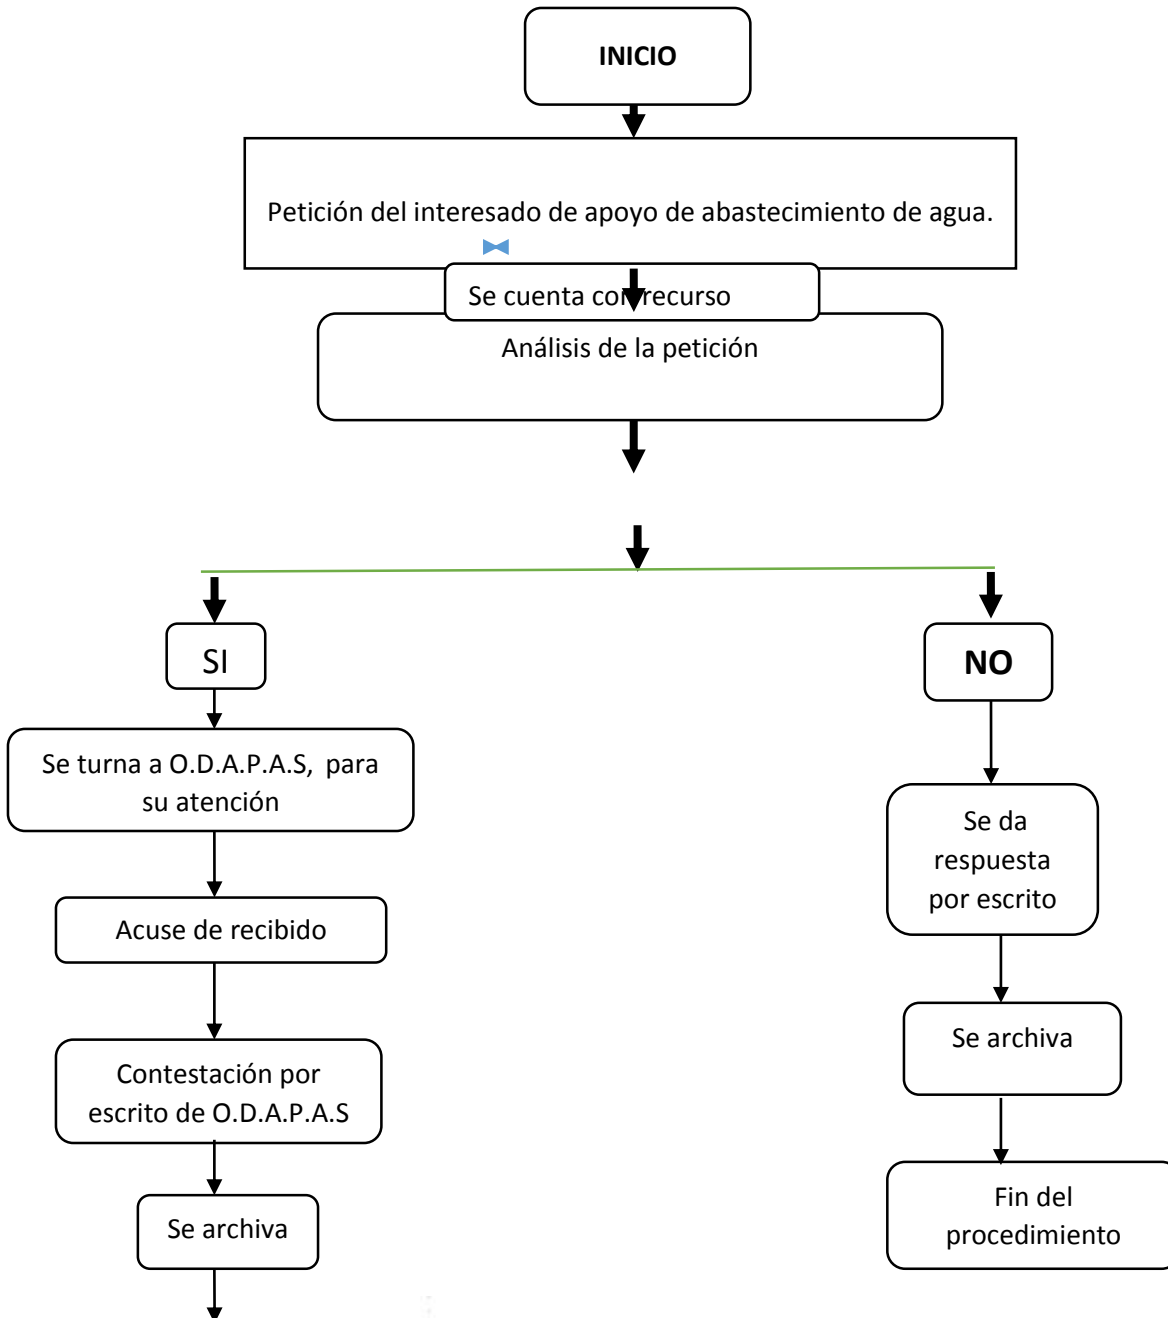 INICIO
Petición del interesado de apoyo de abastecimiento de agua.
Se cuenta con recurso
Análisis de la petición
SI
NO
Se turna a O.D.A.P.A.S, para
su atención
Se da
respuesta
por escrito
Acuse de recibido
Se archiva
Contestación por
escrito de O.D.A.P.A.S
Se archiva
Fin del
procedimiento